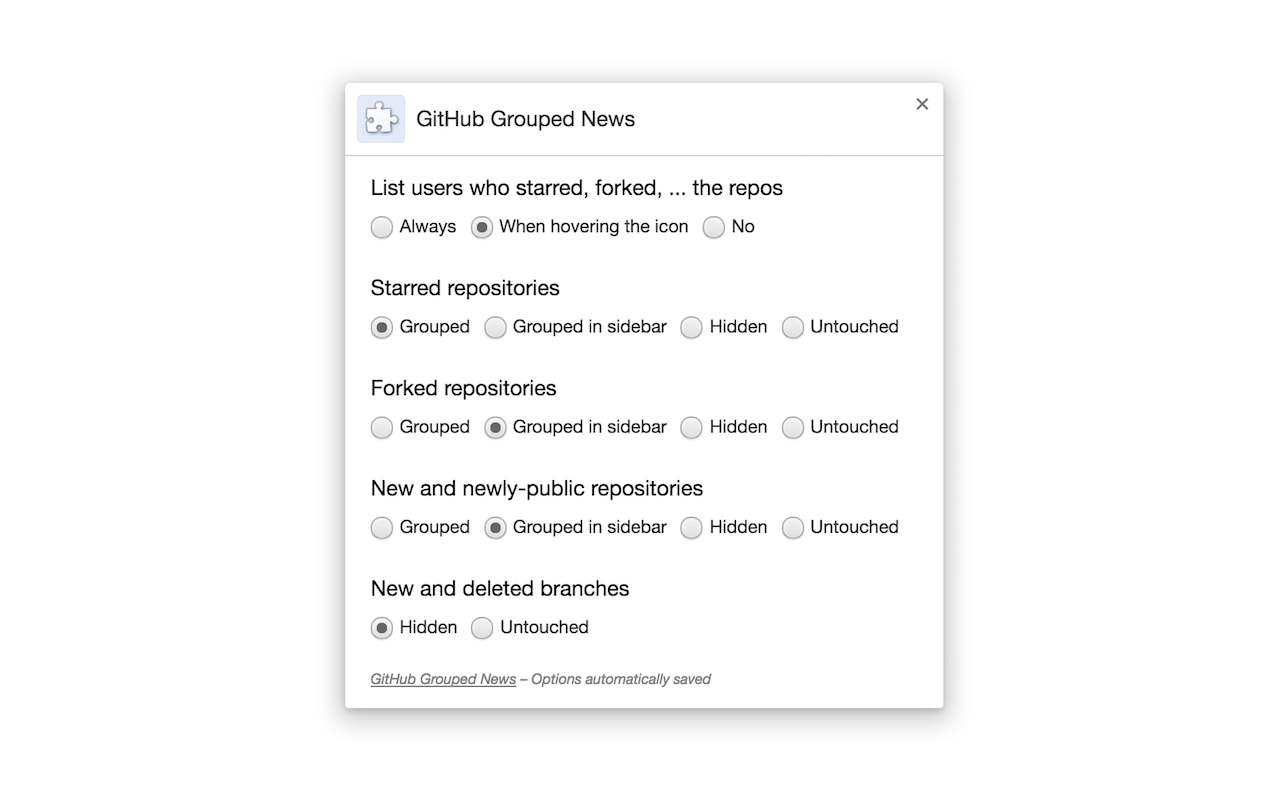 GitHub Grouped News
List users who starred, forked, ... the repos
Always When hovering the icon No
Starred repositories
Grouped Grouped in sidebar Hidden Untouched
Forked repositories
Grouped Grouped in sidebar Hidden Untouched
New and newly-public repositories
Grouped Grouped in sidebar Hidden Untouched
New and deleted branches
Hidden Untouched
GitHub Grouped News – Options automatically saved